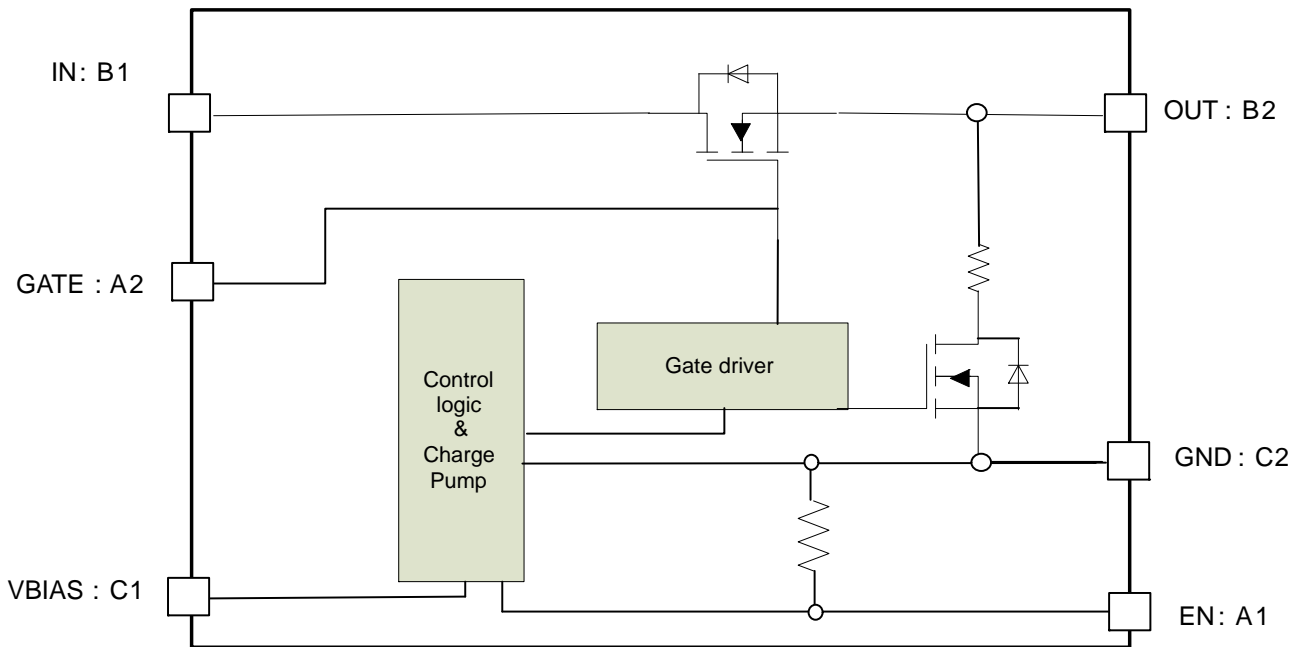 IN: B1
OUT : B2
GATE : A2
Gate driver
Control
logic
&
Charge
Pump
GND : C2
VBIAS : C1
EN: A1